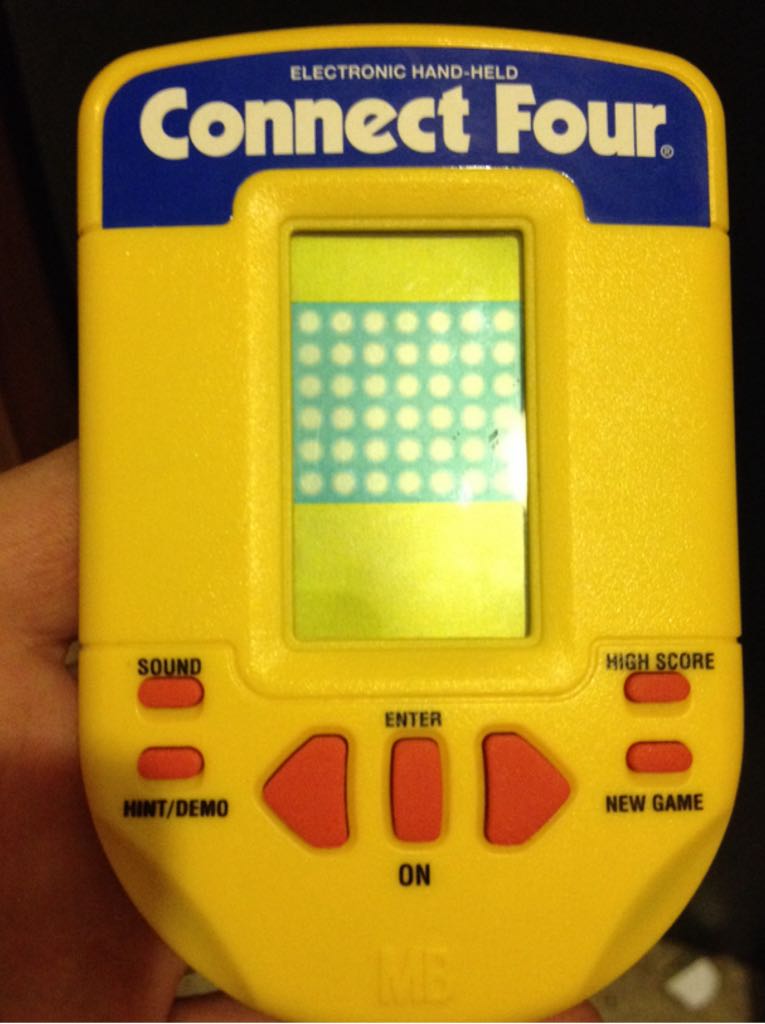 ELECTRONIC HAND-HELD
Connect Four®
SOUND
HIGH SCORE
ENTER
HINT/DEMO
NEW GAME
ON
MB